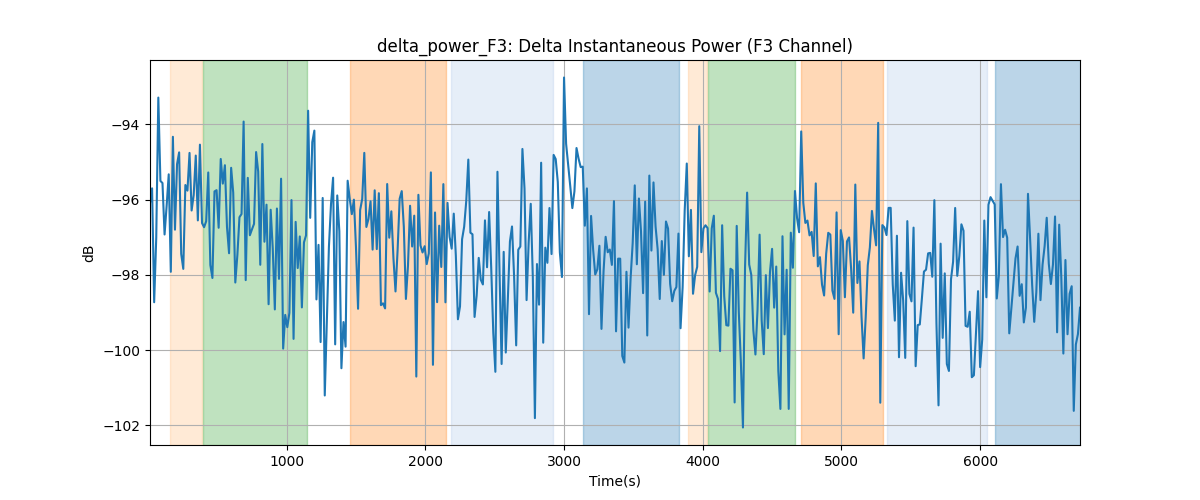 delta_power_F3: Delta Instantaneous Power (F3 Channel)
−94
−96
−98
−100
−102
dB
1000 2000 3000 4000 5000 6000
Time(s)